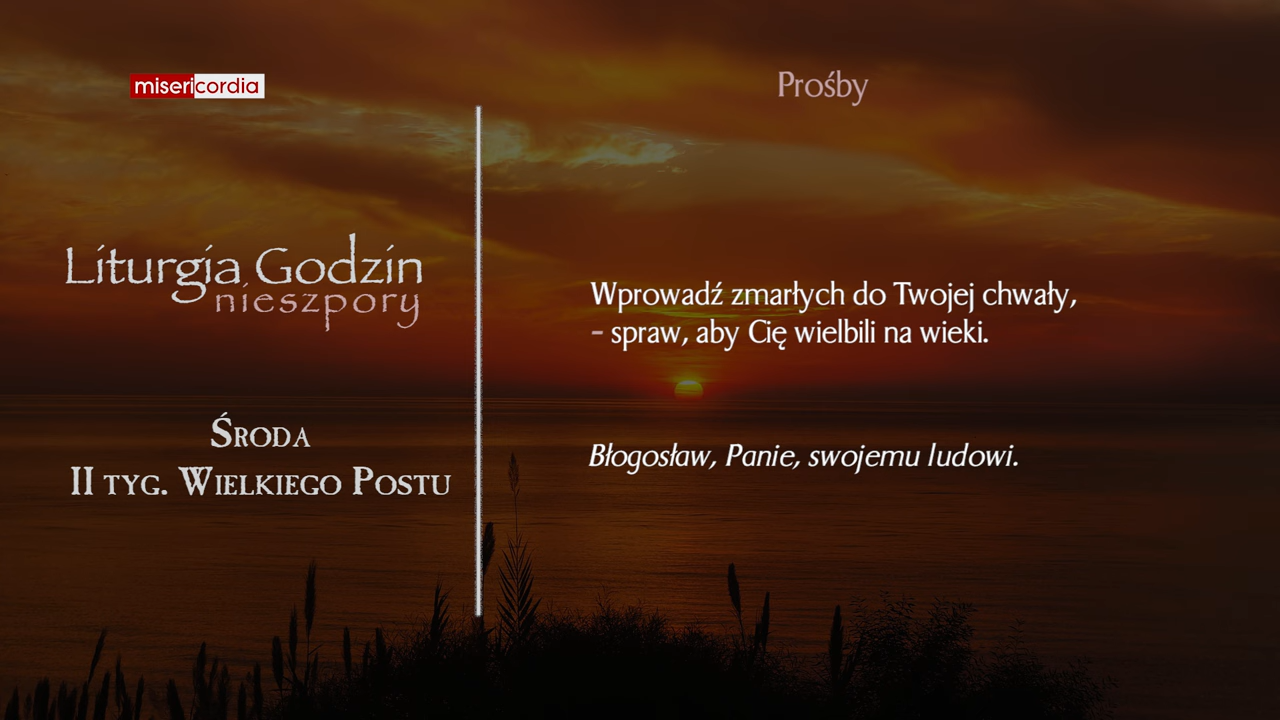 misericordia
Liturgia Godzin
nieszpory
Środa
II tyg. Wielkiego Postu
Prośby
Wprowadź zmarłych do Twojej chwały,
- spraw, aby Cię wielbili na wieki.
Błogosław, Panie, swojemu ludowi.